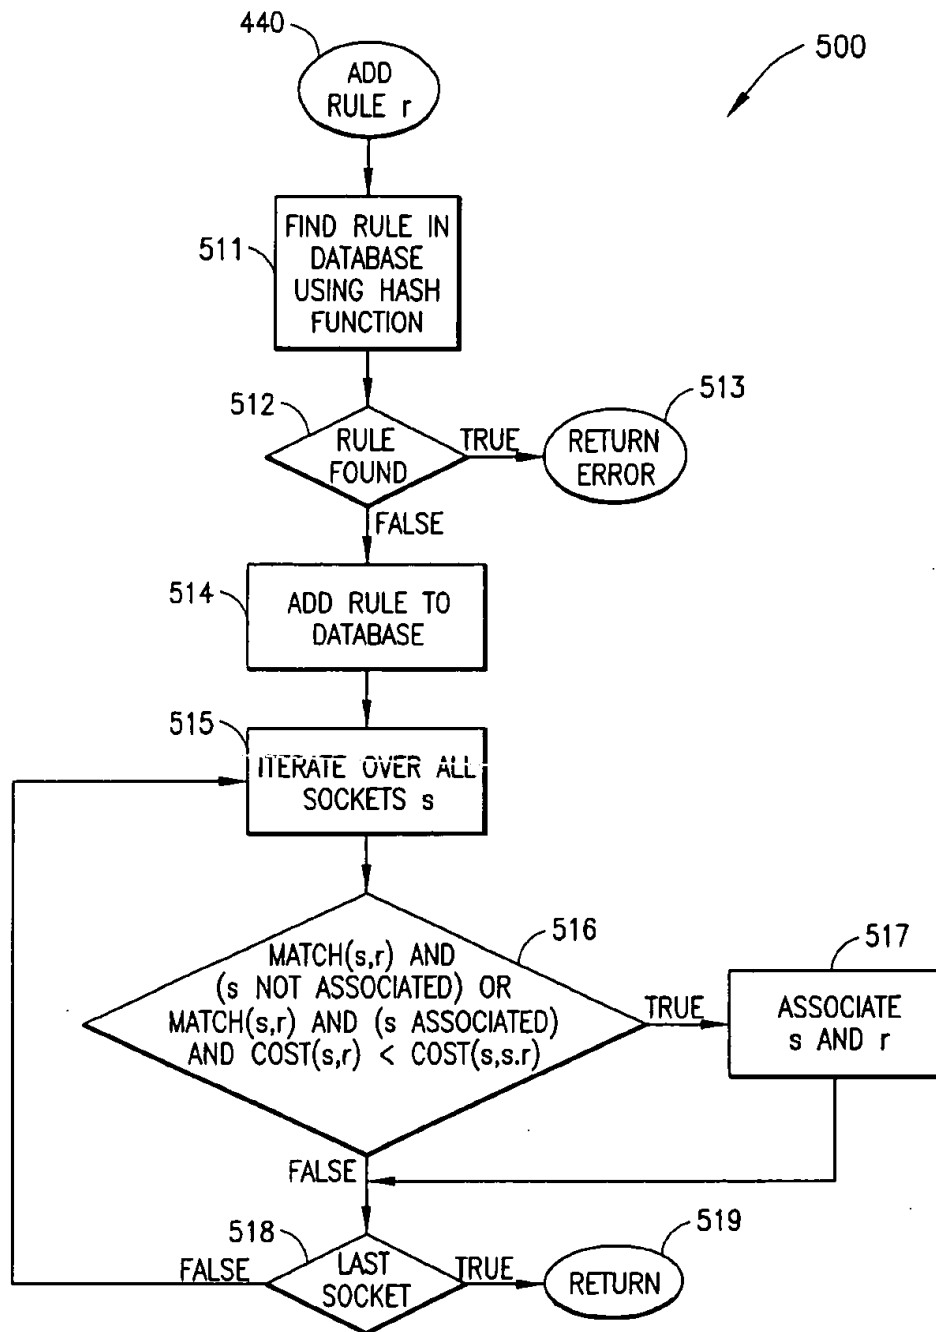 500
440
ADD
RULE r
511
FIND RULE IN
DATABASE
USING HASH
FUNCTION
512
RULE
FOUND
TRUE
513
RETURN
ERROR
FALSE
514
ADD RULE TO
DATABASE
515
ITERATE OVER ALL
SOCKETS s
516
MATCH(s,r) AND
(s NOT ASSOCIATED) OR
MATCH(s,r) AND (s ASSOCIATED)
AND COST(s,r) < COST(s,s.r)
TRUE
517
ASSOCIATE
s AND r
FALSE
518
LAST
SOCKET
FALSE
TRUE
519
RETURN